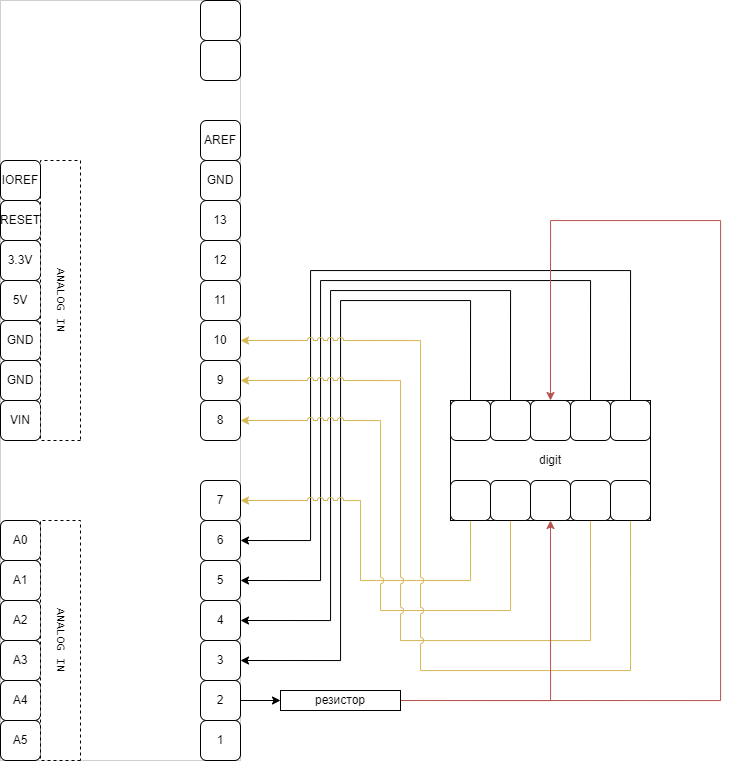 AREF
IOREF
GND
RESET
13
3.3V
12
5V
ANALOG IN
11
GND
10
GND
9
VIN
8
digit
7
A0
6
A1
5
A2
4
ANALOG IN
A3
3
A4
2
резистор
A5
1